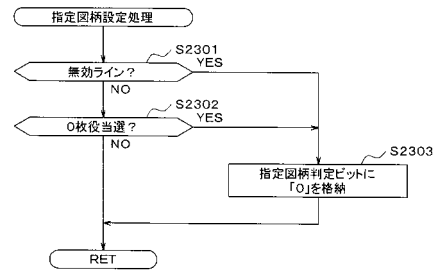 指定図柄設定処理
S2301
無効ライン?
YES
NO
S2302
0枚役当選?
YES
NO
S2303
指定図柄判定ビットに
「0」を格納
RET